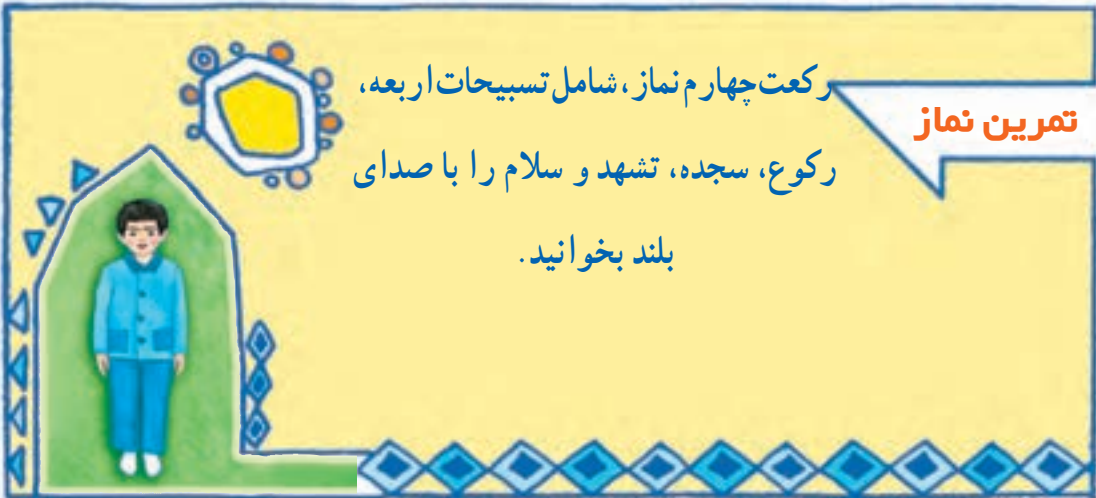 تمرین نماز
رکعت چهارم نماز، شامل تسبیحات اربعه،
رکوع، سجده، تشهد و سلام را با صدای
بلند بخوانید.